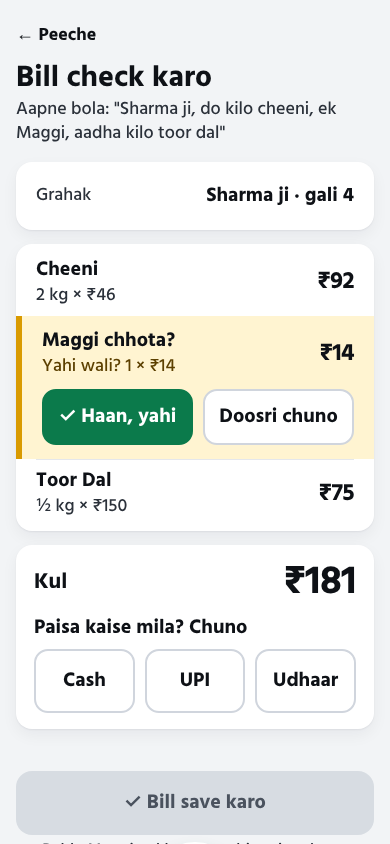 ← Peeche
Bill check karo
Aapne bola: "Sharma ji, do kilo cheeni, ek
Maggi, aadha kilo toor dal"
Grahak Sharma ji · gali 4
Cheeni ₹92
2 kg × ₹46
Maggi chhota? ₹14
Yahi wali? 1 × ₹14
✓ Haan, yahi Doosri chuno
Toor Dal ₹75
½ kg × ₹150
Kul ₹181
Paisa kaise mila? Chuno
Cash UPI Udhaar
✓ Bill save karo